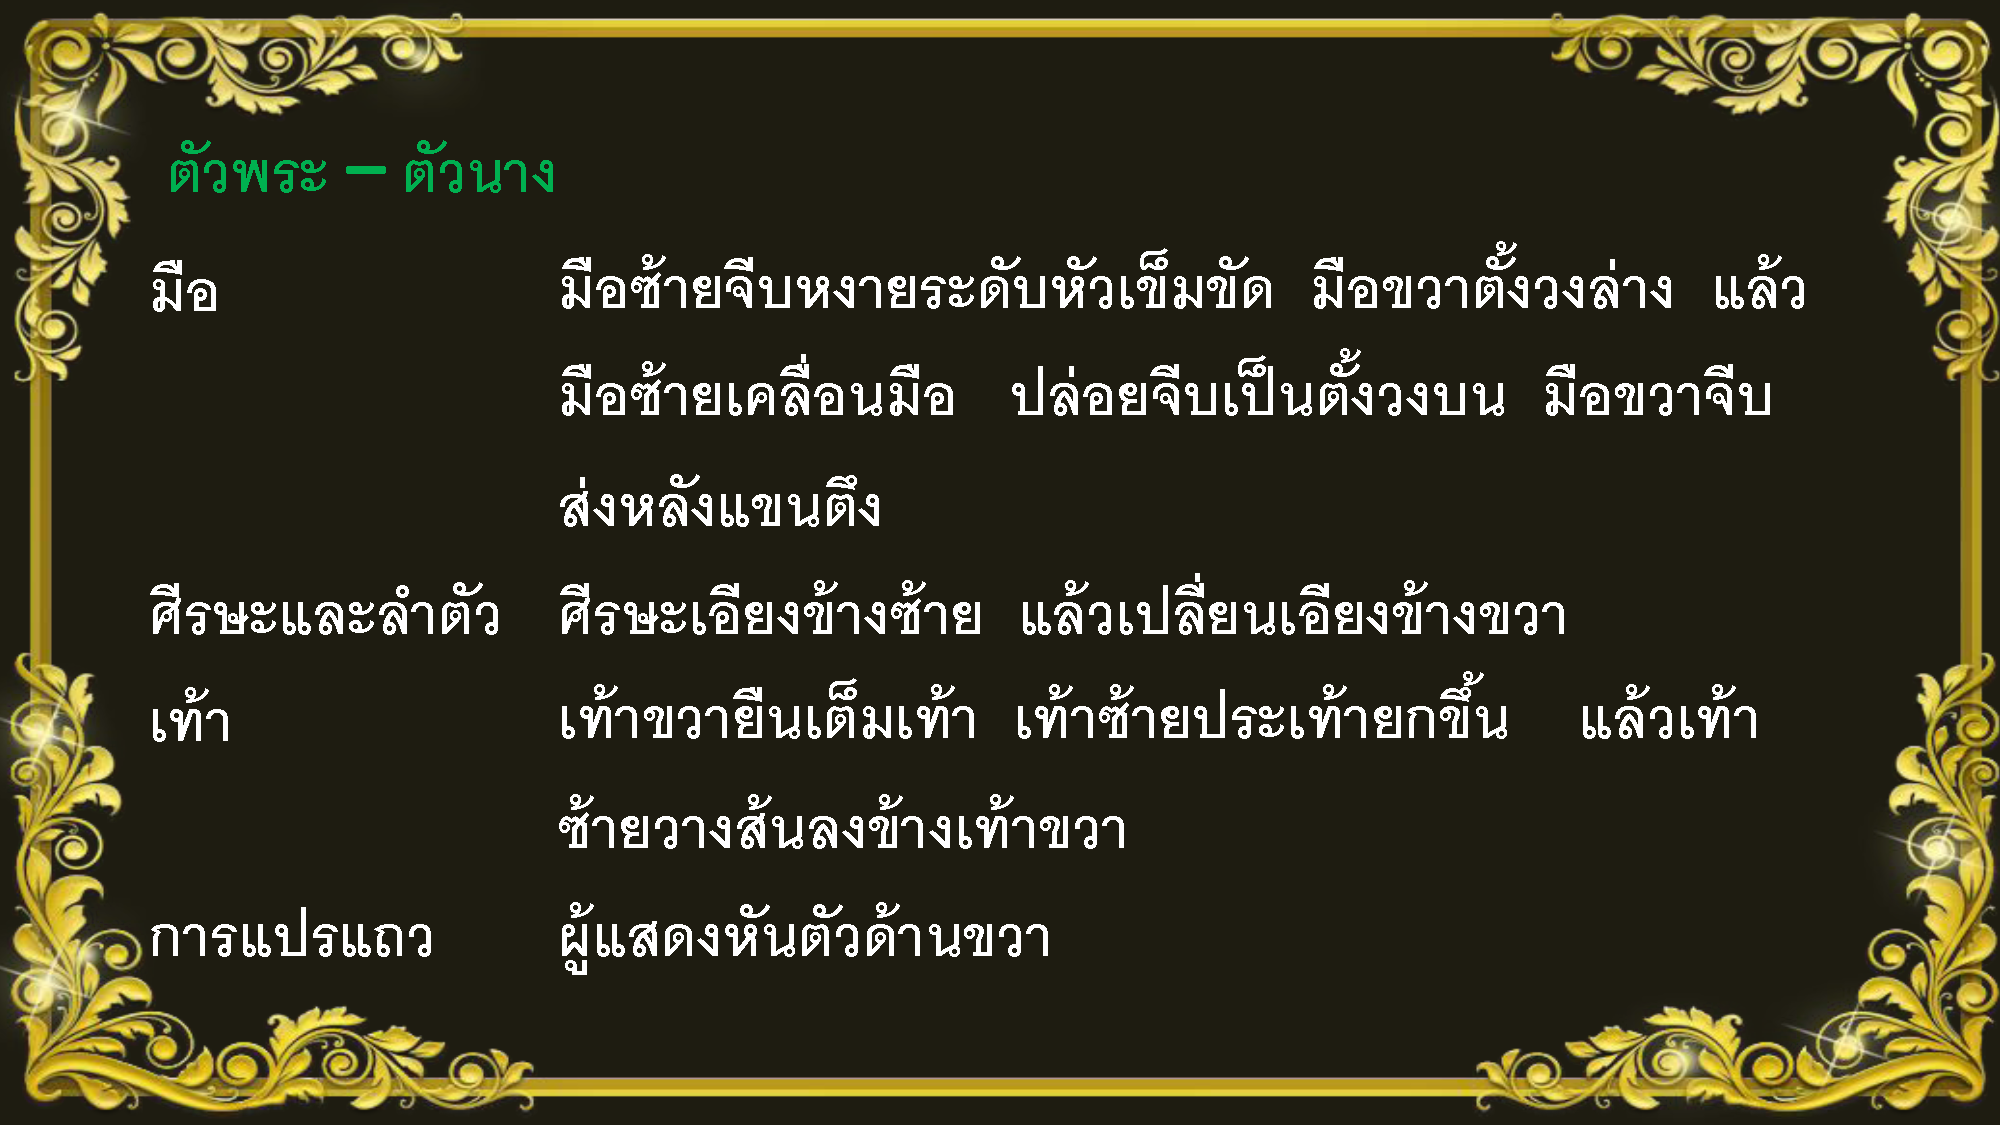 ตัวพระ – ตัวนาง
มือ มือซ้ายจีบหงายระดับหัวเข็มขัด มือขวาตั้งวงล่าง แล้ว
มือซ้ายเคลื่อนมือ ปล่อยจีบเป็นตั้งวงบน มือขวาจีบ
ส่งหลังแขนตึง
ศีรษะและลำตัว ศีรษะเอียงข้างซ้าย แล้วเปลี่ยนเอียงข้างขวา
เท้า เท้าขวายืนเต็มเท้า เท้าซ้ายประเท้ายกขึ้น แล้วเท้า
ซ้ายวางส้นลงข้างเท้าขวา
การแปรแถว ผู้แสดงหันตัวด้านขวา